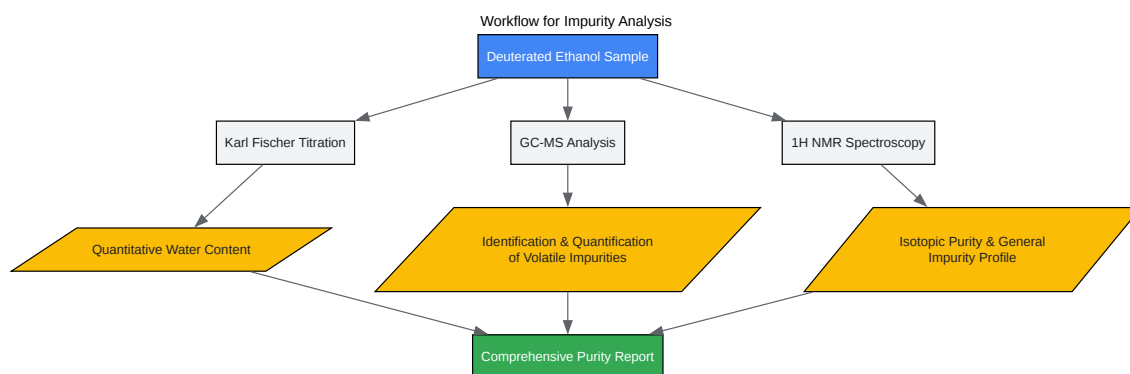 Workflow for Impurity Analysis
Deuterated Ethanol Sample
Karl Fischer Titration
GC-MS Analysis
1H NMR Spectroscopy
Quantitative Water Content
Identification & Quantification
of Volatile Impurities
Isotopic Purity & General
Impurity Profile
Comprehensive Purity Report